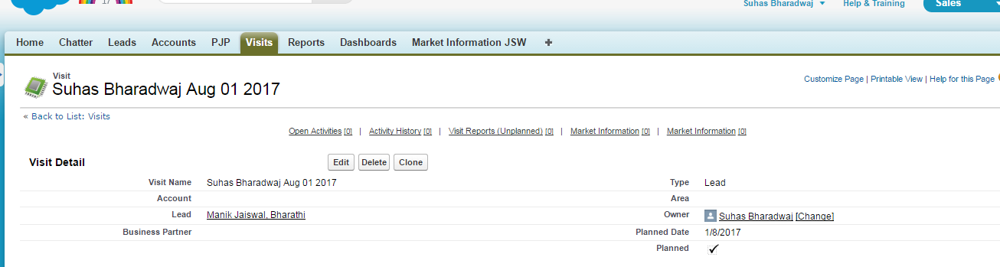 17
Suhas Bharadwaj Help & Training Sales
Home Chatter Leads Accounts PJP Visits Reports Dashboards Market Information JSW +
Visit
Suhas Bharadwaj Aug 01 2017
Customize Page | Printable View | Help for this Page
« Back to List: Visits
Open Activities [0] | Activity History [0] | Visit Reports (Unplanned) [0] | Market Information [0] | Market Information [0]
Visit Detail Edit Delete Clone
Visit Name Suhas Bharadwaj Aug 01 2017 Type Lead
Account Area
Lead Manik Jaiswal, Bharathi Owner Suhas Bharadwaj [Change]
Business Partner Planned Date 1/8/2017
Planned